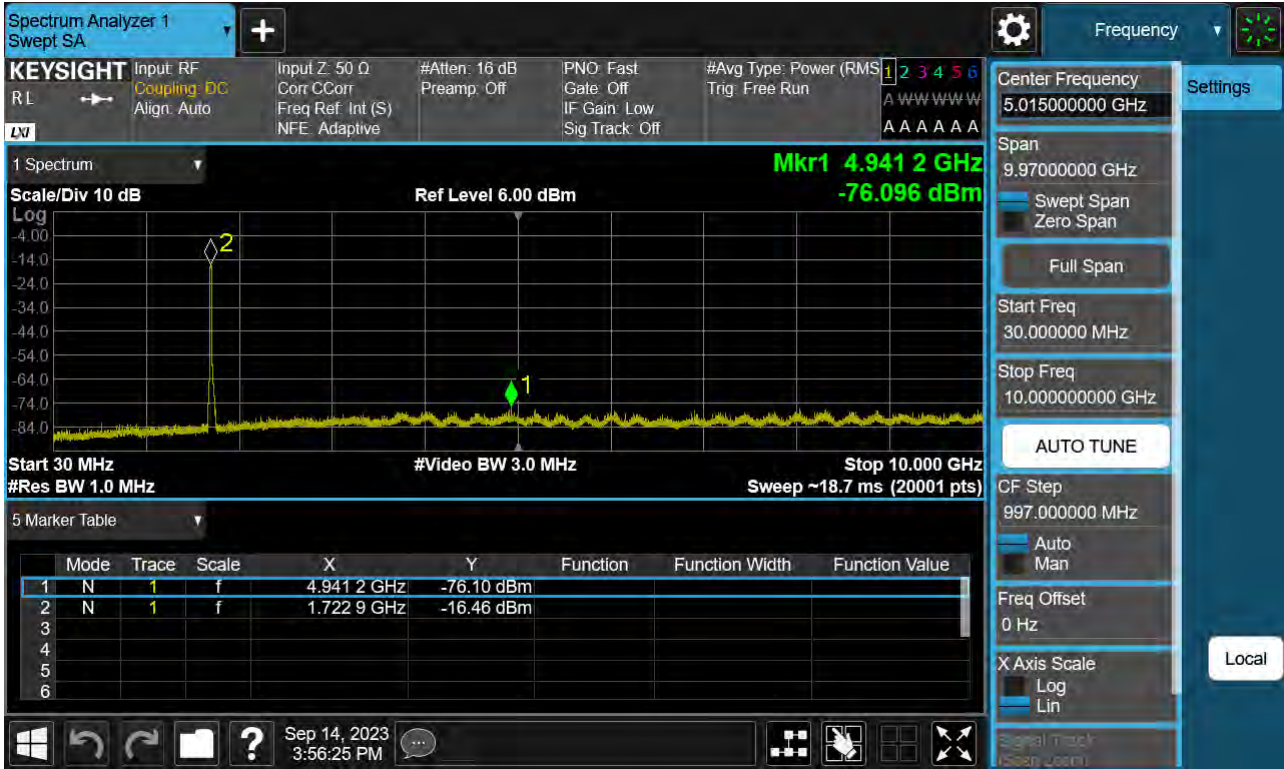 Spectrum Analyzer 1
Swept SA
+
Frequency
KEYSIGHT
RL
LXI
Input: RF
Coupling: DC
Align: Auto
Input Z: 50 Ω
Corr CCorr
Freq Ref: Int (S)
NFE: Adaptive
#Atten: 16 dB
Preamp: Off
PNO: Fast
Gate: Off
IF Gain: Low
Sig Track: Off
#Avg Type: Power (RMS
Trig: Free Run
1 2 3 4 5 6
A W W W W W
A A A A A A
1 Spectrum
Mkr1 4.941 2 GHz
-76.096 dBm
Scale/Div 10 dB
Ref Level 6.00 dBm
Log
-4.00
-14.0
-24.0
-34.0
-44.0
-54.0
-64.0
-74.0
-84.0
2
1
Start 30 MHz
#Video BW 3.0 MHz
Stop 10.000 GHz
#Res BW 1.0 MHz
Sweep ~18.7 ms (20001 pts)
5 Marker Table
Mode Trace Scale X Y Function Function Width Function Value
1 N 1 f 4.941 2 GHz -76.10 dBm
2 N 1 f 1.722 9 GHz -16.46 dBm
3
4
5
6
Sep 14, 2023
3:56:25 PM
?
Center Frequency
5.015000000 GHz
Span
9.97000000 GHz
Swept Span
Zero Span
Full Span
Start Freq
30.000000 MHz
Stop Freq
10.000000000 GHz
AUTO TUNE
CF Step
997.000000 MHz
Auto
Man
Freq Offset
0 Hz
X Axis Scale
Log
Lin
Signal Track
(Span Zoom)
Settings
Local